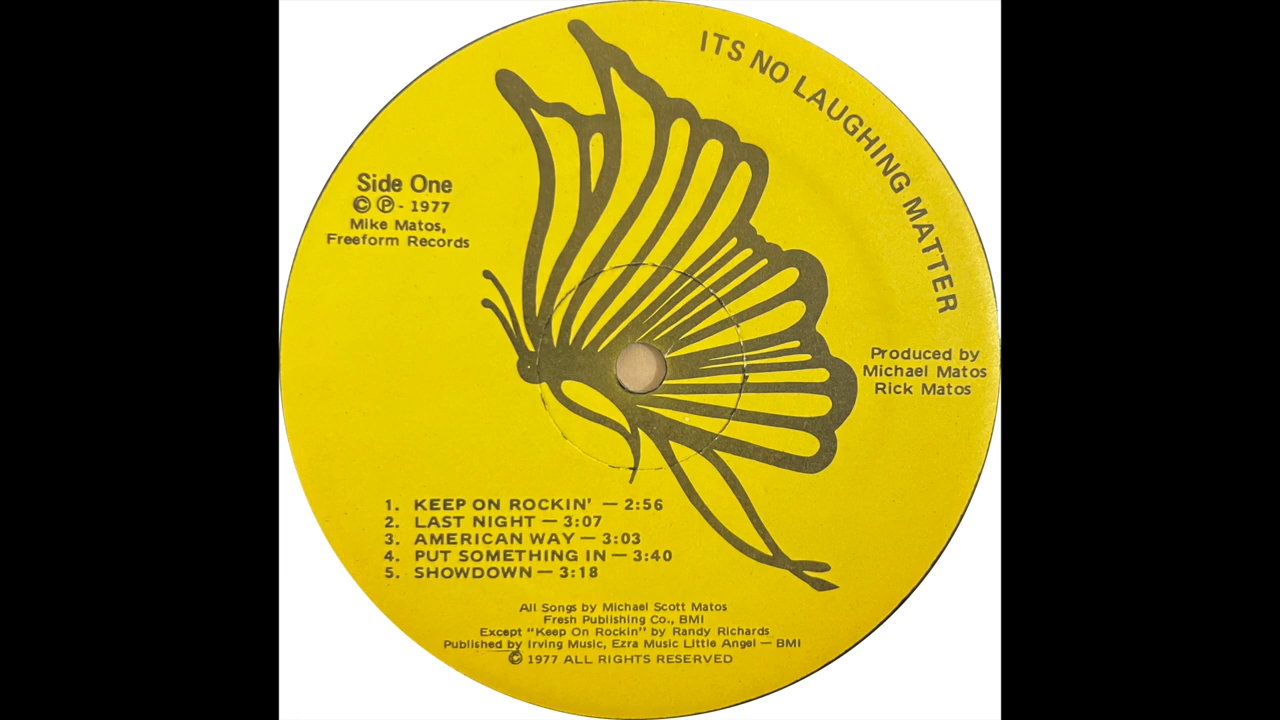 ITS NO LAUGHING MATTER
Side One
© ℗ - 1977
Mike Matos,
Freeform Records
Produced by
Michael Matos
Rick Matos
1. KEEP ON ROCKIN' — 2:56
2. LAST NIGHT — 3:07
3. AMERICAN WAY — 3:03
4. PUT SOMETHING IN — 3:40
5. SHOWDOWN — 3:18
All Songs by Michael Scott Matos
Fresh Publishing Co., BMI
Except "Keep On Rockin" by Randy Richards
Published by Irving Music, Ezra Music Little Angel — BMI
© 1977 ALL RIGHTS RESERVED